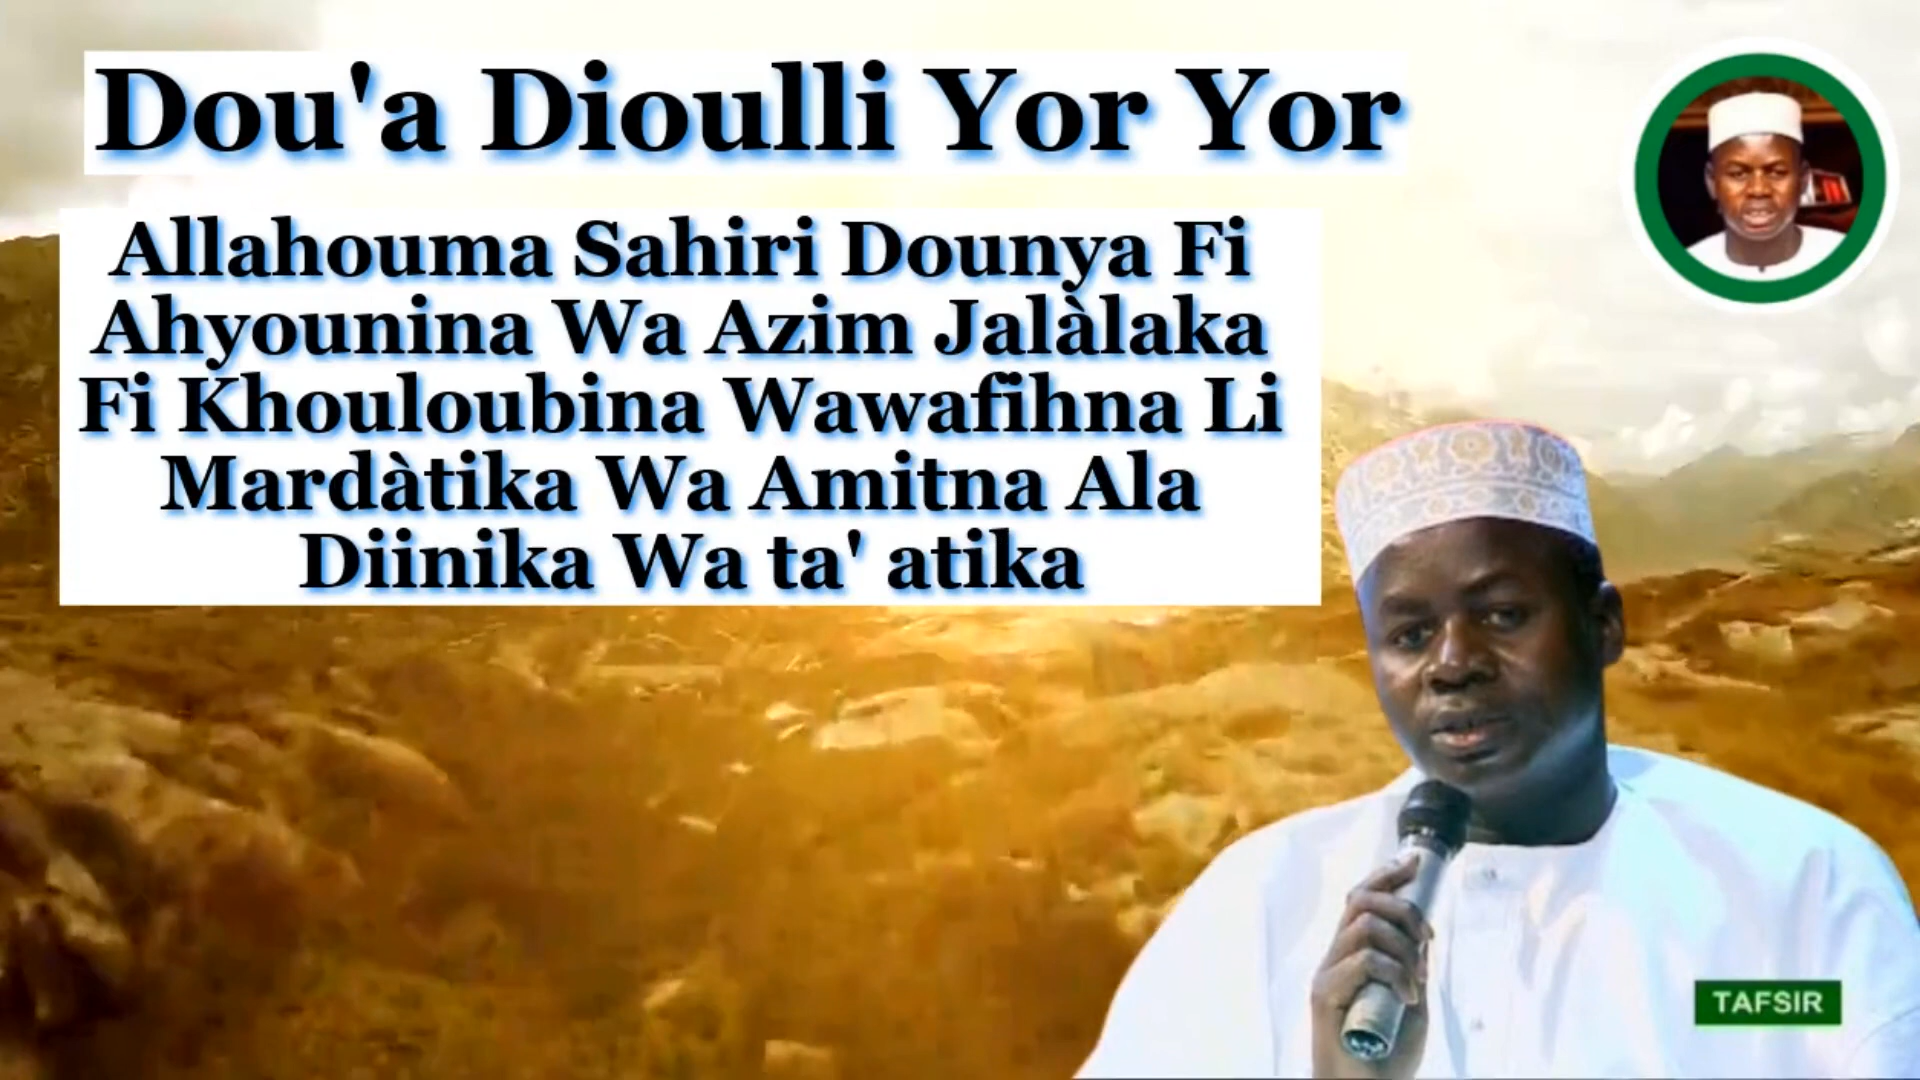 Dou'a Dioulli Yor Yor
Allahouma Sahiri Dounya Fi
Ahyounina Wa Azim Jalàlaka
Fi Khouloubina Wawafihna Li
Mardàtika Wa Amitna Ala
Diinika Wa ta' atika
TAFSIR